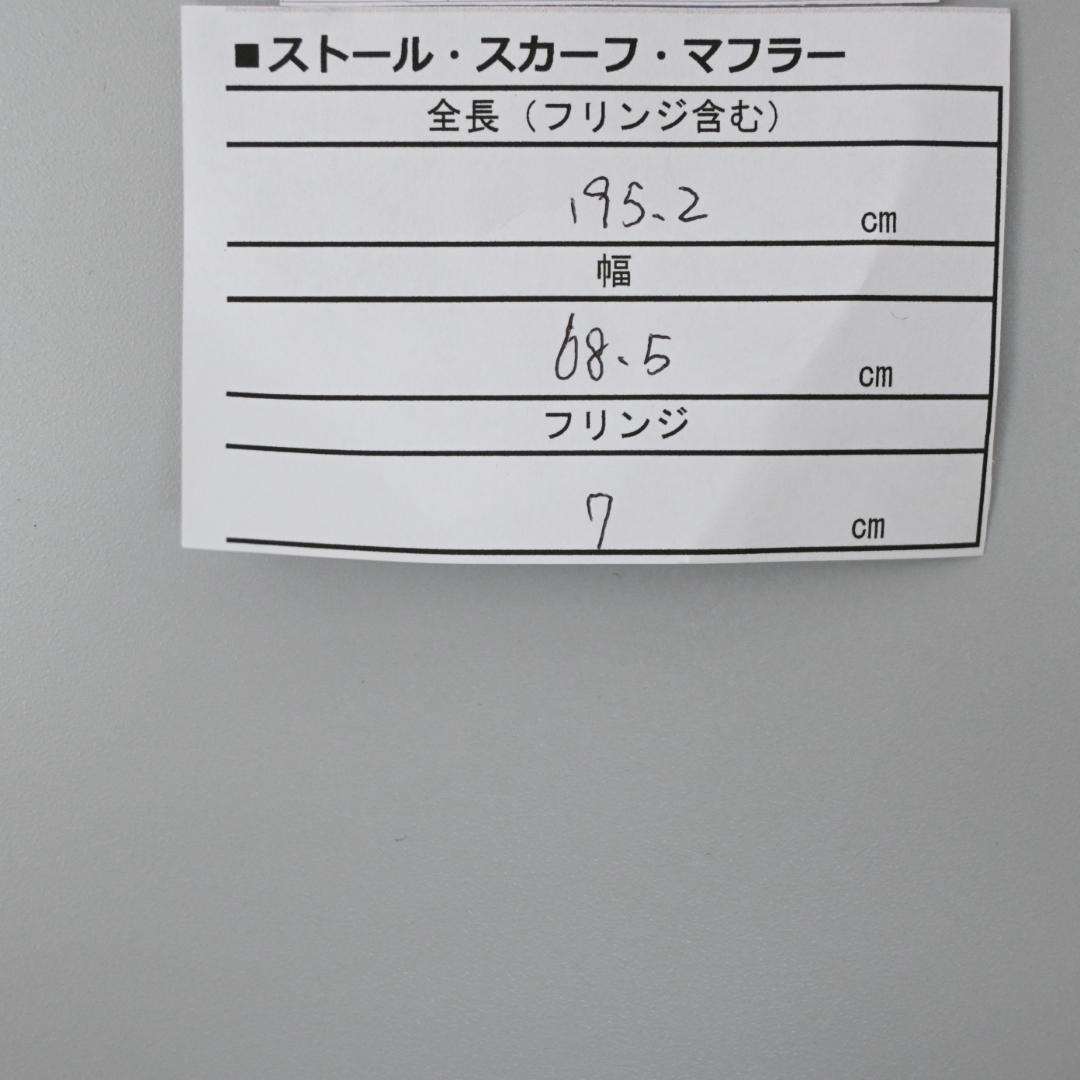 ■ストール・スカーフ・マフラー
全長（フリンジ含む）
195.2 cm
幅
68.5 cm
フリンジ
7 cm